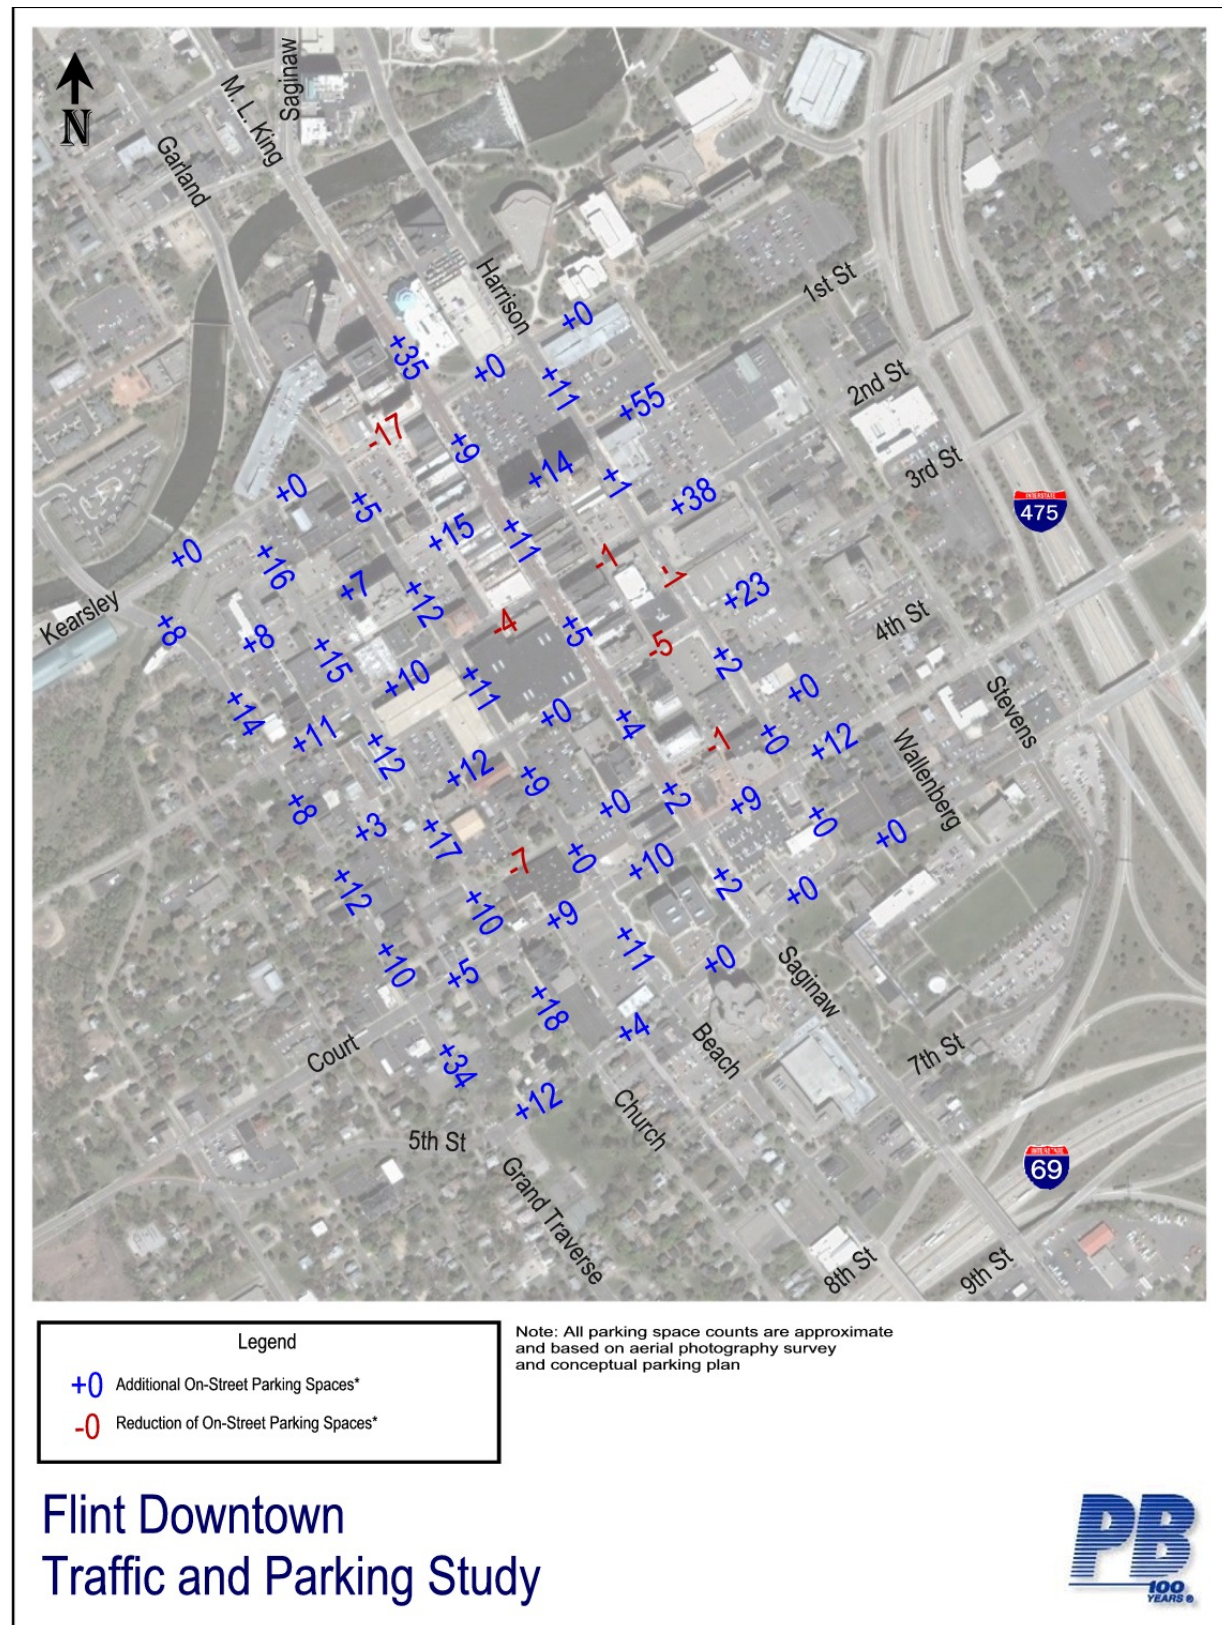 N
Saginaw
M. L. King
Garland
Harrison
1st St
+0
+35
+0
+11
2nd St
+55
-17
+9
+14
+1
3rd St
+38
+0
+5
INTERSTATE
475
+15
+11
-1
+0
+16
-1
+7
+12
+23
Kearsley
+8
+8
-4
+5
4th St
+15
-5
+2
+10
+11
+0
Stevens
+14
+11
+0
+4
-1
+0
+12
+12
Wallenberg
+12
+9
+8
+0
+2
+9
+3
+17
+0
+0
-7
+0
+10
+12
+2
+0
+10
+9
+10
+11
+0
+5
Saginaw
+18
+4
Court
Beach
7th St
+34
+12
Church
5th St
69
Grand Traverse
8th St
9th St
Legend
+0 Additional On-Street Parking Spaces*
-0 Reduction of On-Street Parking Spaces*
Note: All parking space counts are approximate
and based on aerial photography survey
and conceptual parking plan
Flint Downtown
Traffic and Parking Study
PB
100
YEARS